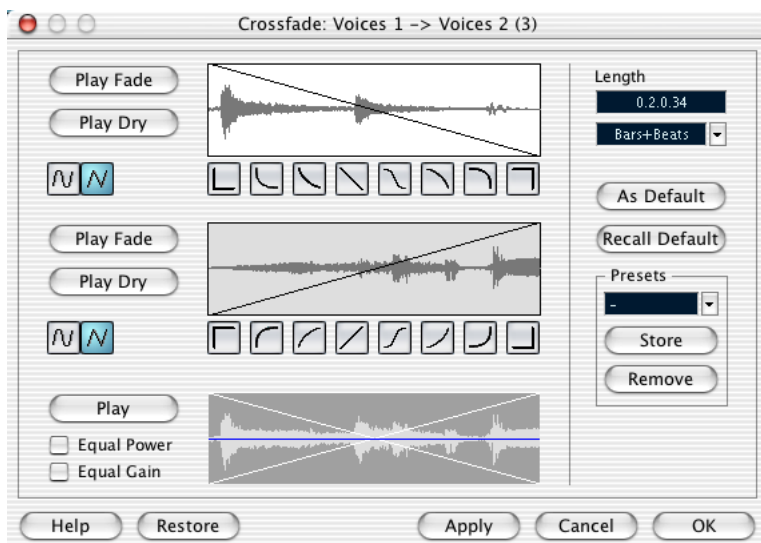 Crossfade: Voices 1 -> Voices 2 (3)
Play Fade
Play Dry
Length
0.2.0.34
Bars+Beats
As Default
Recall Default
Play Fade
Play Dry
Presets
-
Store
Remove
Play
Equal Power
Equal Gain
Help
Restore
Apply
Cancel
OK